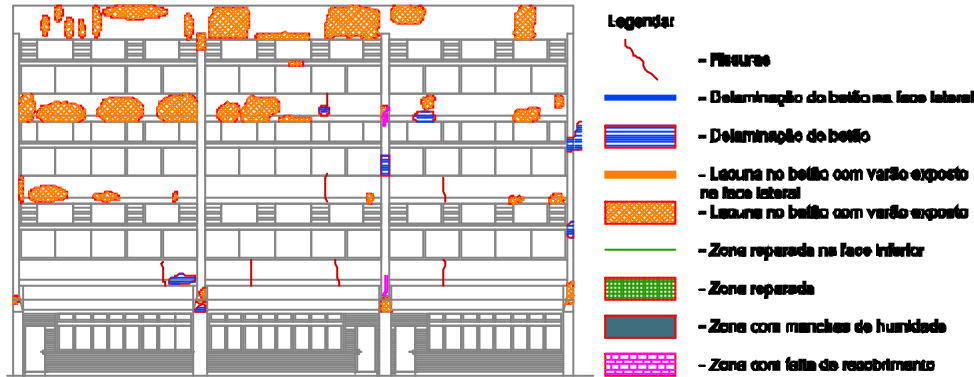 Legenda:
- Fissuras
- Delaminação do betão na face lateral
- Delaminação do betão
- Lacuna no betão com varão exposto
na face lateral
- Lacuna no betão com varão exposto
- Zona reparada na face inferior
- Zona reparada
- Zona com manchas de humidade
- Zona com falta de recobrimento